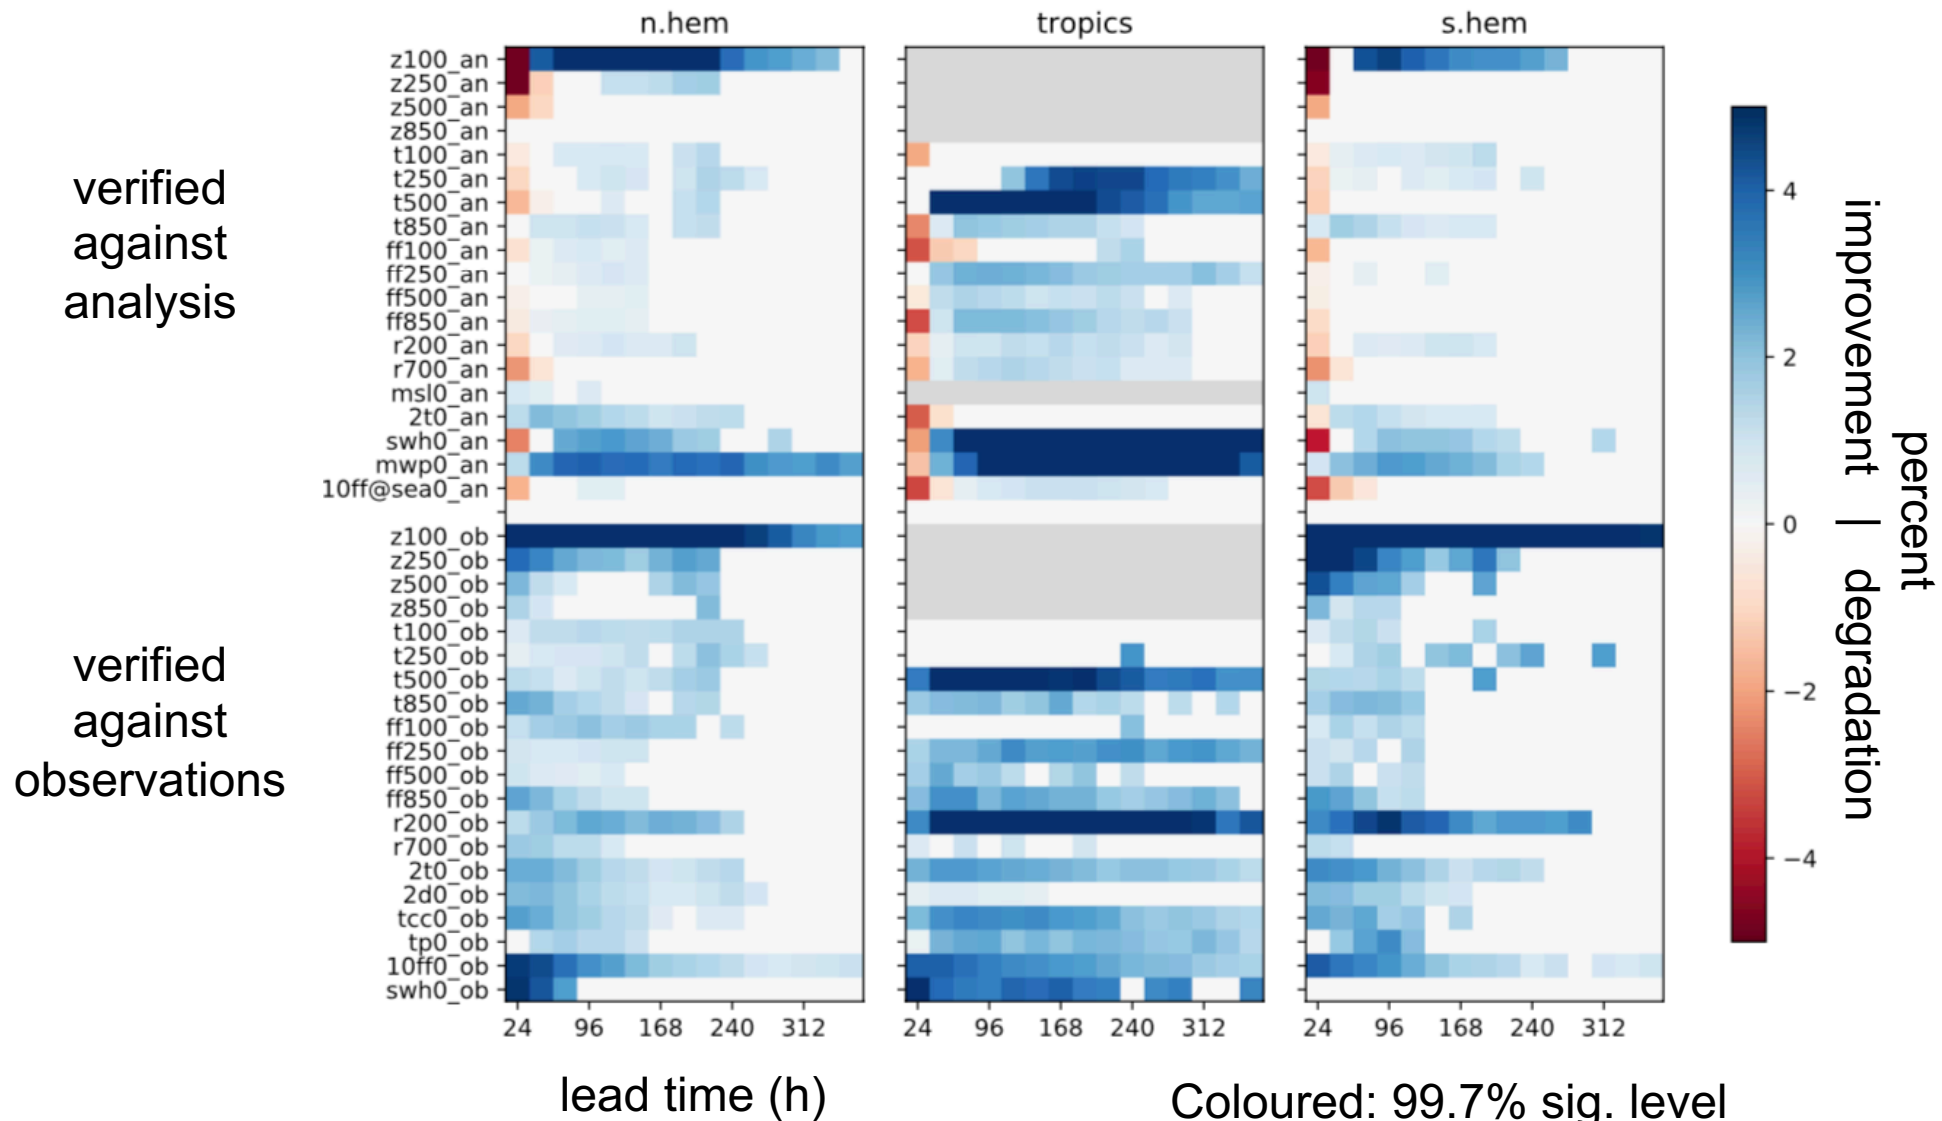 n.hem
tropics
s.hem
verified
against
analysis
z100_an
z250_an
z500_an
z850_an
t100_an
t250_an
t500_an
t850_an
ff100_an
ff250_an
ff500_an
ff850_an
r200_an
r700_an
msl0_an
2t0_an
swh0_an
mwp0_an
10ff@sea0_an
verified
against
observations
z100_ob
z250_ob
z500_ob
z850_ob
t100_ob
t250_ob
t500_ob
t850_ob
ff100_ob
ff250_ob
ff500_ob
ff850_ob
r200_ob
r700_ob
2t0_ob
2d0_ob
tcc0_ob
tp0_ob
10ff0_ob
swh0_ob
24 96 168 240 312
24 96 168 240 312
24 96 168 240 312
lead time (h)
Coloured: 99.7% sig. level
4
2
0
−2
−4
percent
improvement | degradation